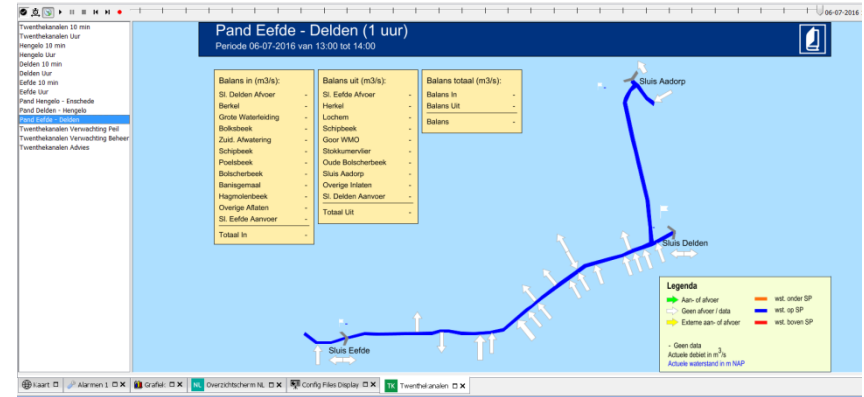 06-07-2016
Twenthekanalen 10 min
Twenthekanalen Uur
Hengelo 10 min
Hengelo Uur
Delden 10 min
Delden Uur
Eefde 10 min
Eefde Uur
Pand Hengelo - Enschede
Pand Delden - Hengelo
Pand Eefde - Delden
Twenthekanalen Verwachting Peil
Twenthekanalen Verwachting Beheer
Twenthekanalen Advies
Pand Eefde - Delden (1 uur)
Periode 06-07-2016 van 13:00 tot 14:00
Balans in (m3/s):
Sl. Delden Afvoer -
Berkel -
Grote Waterleiding -
Bolksbeek -
Zuid. Afwatering -
Schipbeek -
Poelsbeek -
Bolscherbeek -
Banisgemaal -
Hagmolenbeek -
Overige Aflaten -
Sl. Eefde Aanvoer -
Totaal In -
Balans uit (m3/s):
Sl. Eefde Afvoer -
Herkel -
Lochem -
Schipbeek -
Goor WMO -
Stokkumervlier -
Oude Bolscherbeek -
Sluis Aadorp -
Overige Inlaten -
Sl. Delden Aanvoer -
Totaal Uit -
Balans totaal (m3/s):
Balans In -
Balans Uit -
Balans -
Sluis Aadorp
Sluis Delden
Sluis Eefde
Legenda
Aan- of afvoer
Geen afvoer / data
Externe aan- of afvoer
wst. onder SP
wst. op SP
wst. boven SP
- Geen data
Actuele debiet in m³/s
Actuele waterstand in m NAP
Kaart
Alarmen 1
Grafiek:
NL Overzichtscherm NL
Config Files Display
TK Twenthekanalen